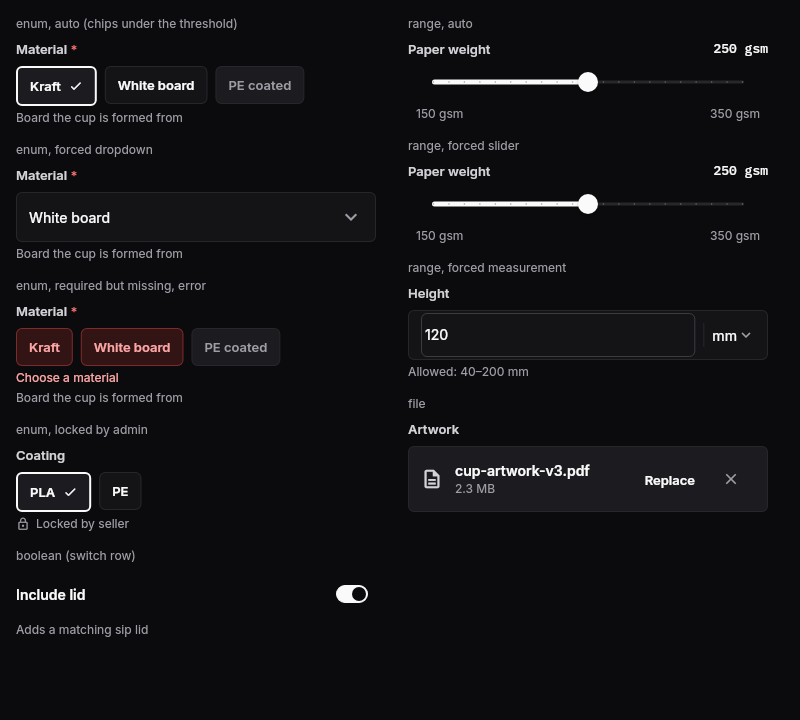 enum, auto (chips under the threshold)
Material *
Kraft
White board
PE coated
Board the cup is formed from
enum, forced dropdown
Material *
White board
Board the cup is formed from
enum, required but missing, error
Material *
Kraft
White board
PE coated
Choose a material
Board the cup is formed from
enum, locked by admin
Coating
PLA
PE
Locked by seller
boolean (switch row)
Include lid
Adds a matching sip lid
range, auto
Paper weight
250 gsm
150 gsm
350 gsm
range, forced slider
Paper weight
250 gsm
150 gsm
350 gsm
range, forced measurement
Height
120
mm
Allowed: 40–200 mm
file
Artwork
cup-artwork-v3.pdf
2.3 MB
Replace